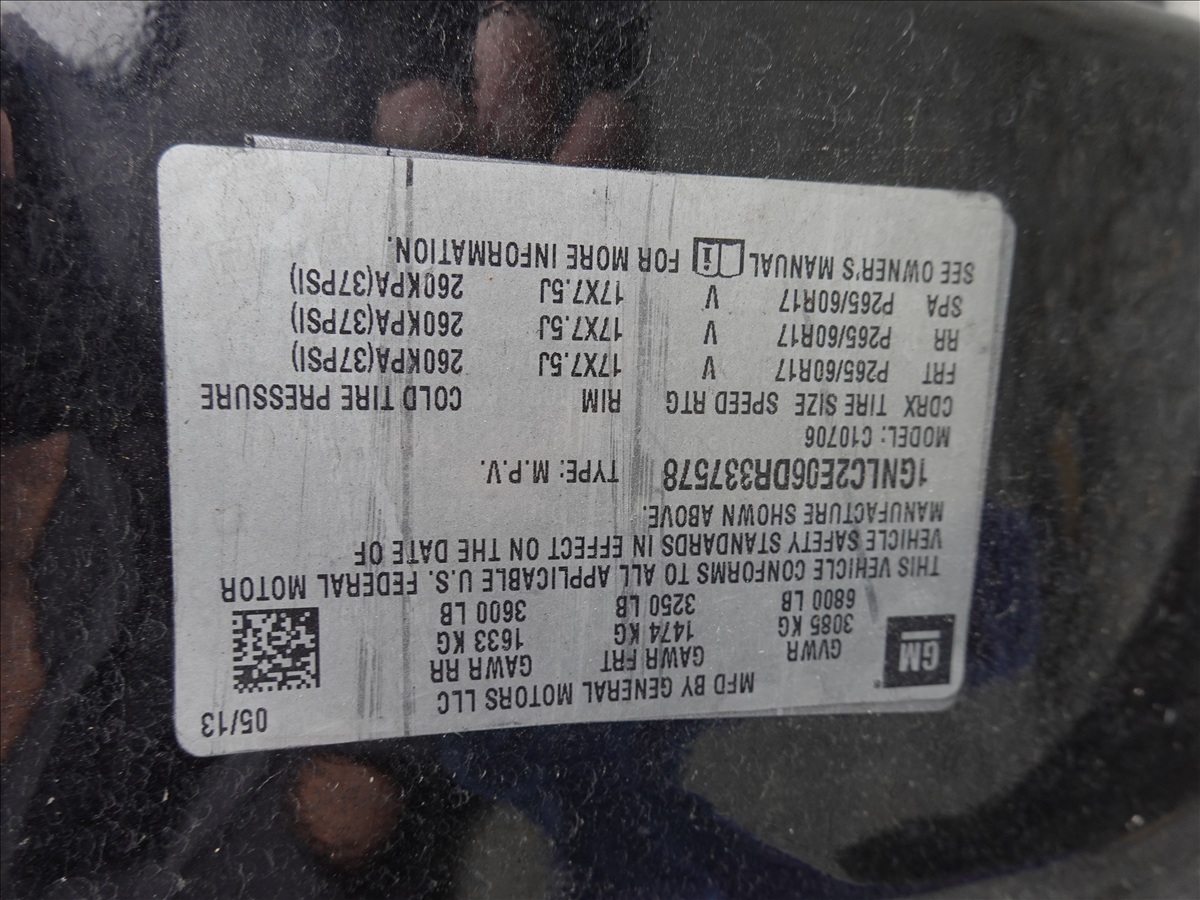 05/13
MFD BY GENERAL MOTORS LLC
GM GVWR GAWR FRT GAWR RR
3085 KG 1474 KG 1633 KG
6800 LB 3250 LB 3600 LB
THIS VEHICLE CONFORMS TO ALL APPLICABLE U.S. FEDERAL MOTOR
VEHICLE SAFETY STANDARDS IN EFFECT ON THE DATE OF
MANUFACTURE SHOWN ABOVE.
1GNLC2E06DR337578 TYPE: M.P.V.
MODEL: C10706
CDRX TIRE SIZE SPEED RTG RIM COLD TIRE PRESSURE
FRT P265/60R17 V 17X7.5J 260KPA(37PSI)
RR P265/60R17 V 17X7.5J 260KPA(37PSI)
SPA P265/60R17 V 17X7.5J 260KPA(37PSI)
SEE OWNER'S MANUAL i FOR MORE INFORMATION.